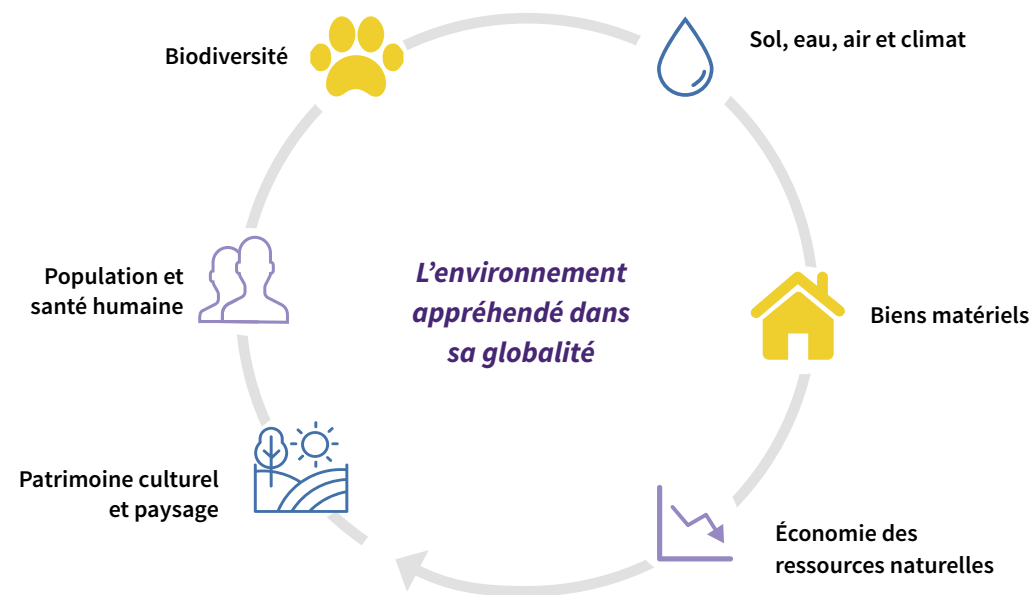 Biodiversité
Sol, eau, air et climat
Population et
santé humaine
L’environnement
appréhendé dans
sa globalité
Biens matériels
Patrimoine culturel
et paysage
Économie des
ressources naturelles